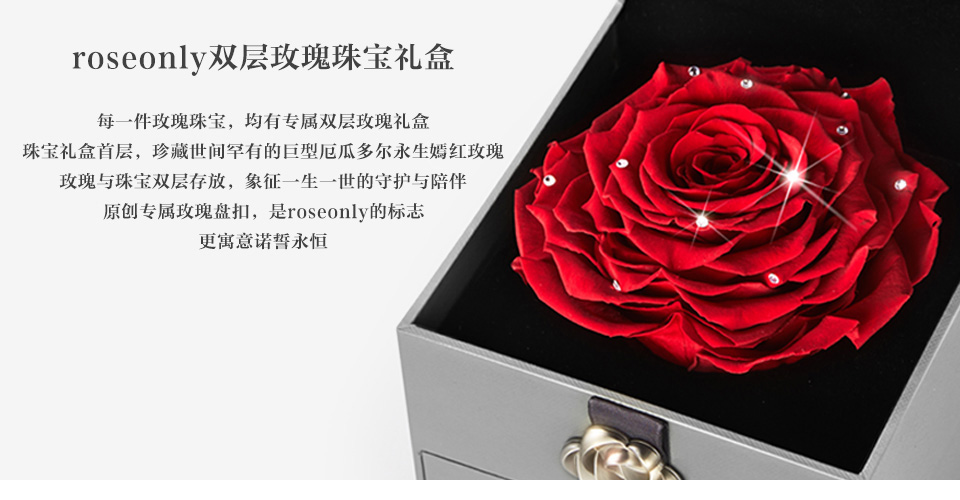 roseonly双层玫瑰珠宝礼盒
每一件玫瑰珠宝，均有专属双层玫瑰礼盒
珠宝礼盒首层，珍藏世间罕有的巨型厄瓜多尔永生嫣红玫瑰
玫瑰与珠宝双层存放，象征一生一世的守护与陪伴
原创专属玫瑰盘扣，是roseonly的标志
更寓意诺誓永恒